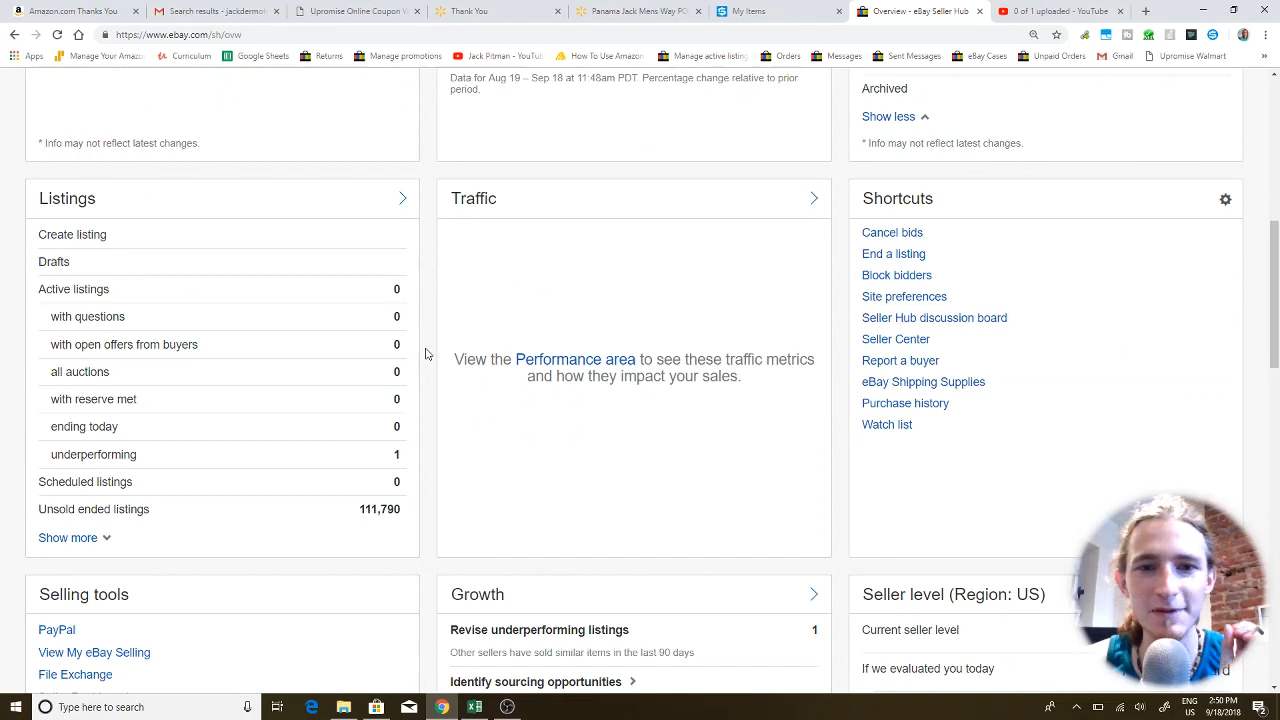 Amazon.com Thanks You
Search results - jackdermot
Upromise Online Coupon
Thank You
Panama Jack Mens Way PO
My Items
Overview - eBay Seller Hub
0 of 1 uploaded - YouTube
https://www.ebay.com/sh/ovw
Apps
Manage Your Amaz
Curriculum
Google Sheets
Returns
Manage promotions
Jack Pitman - YouTu
How To Use Amazon
Manage active listing
Orders
Messages
Sent Messages
eBay Cases
Unpaid Orders
Gmail
Upromise Walmart
* Info may not reflect latest changes.
Data for Aug 19 – Sep 18 at 11:48am PDT. Percentage change relative to prior
period.
Archived
Show less
* Info may not reflect latest changes.
Listings
Create listing
Drafts
Active listings 0
with questions 0
with open offers from buyers 0
all auctions 0
with reserve met 0
ending today 0
underperforming 1
Scheduled listings 0
Unsold ended listings 111,790
Show more
Traffic
View the Performance area to see these traffic metrics
and how they impact your sales.
Shortcuts
Cancel bids
End a listing
Block bidders
Site preferences
Seller Hub discussion board
Seller Center
Report a buyer
eBay Shipping Supplies
Purchase history
Watch list
Selling tools
PayPal
View My eBay Selling
File Exchange
Growth
Revise underperforming listings 1
Other sellers have sold similar items in the last 90 days
Identify sourcing opportunities
Seller level (Region: US)
Current seller level
If we evaluated you today
Type here to search
ENG
US
2:50 PM
9/18/2018
2